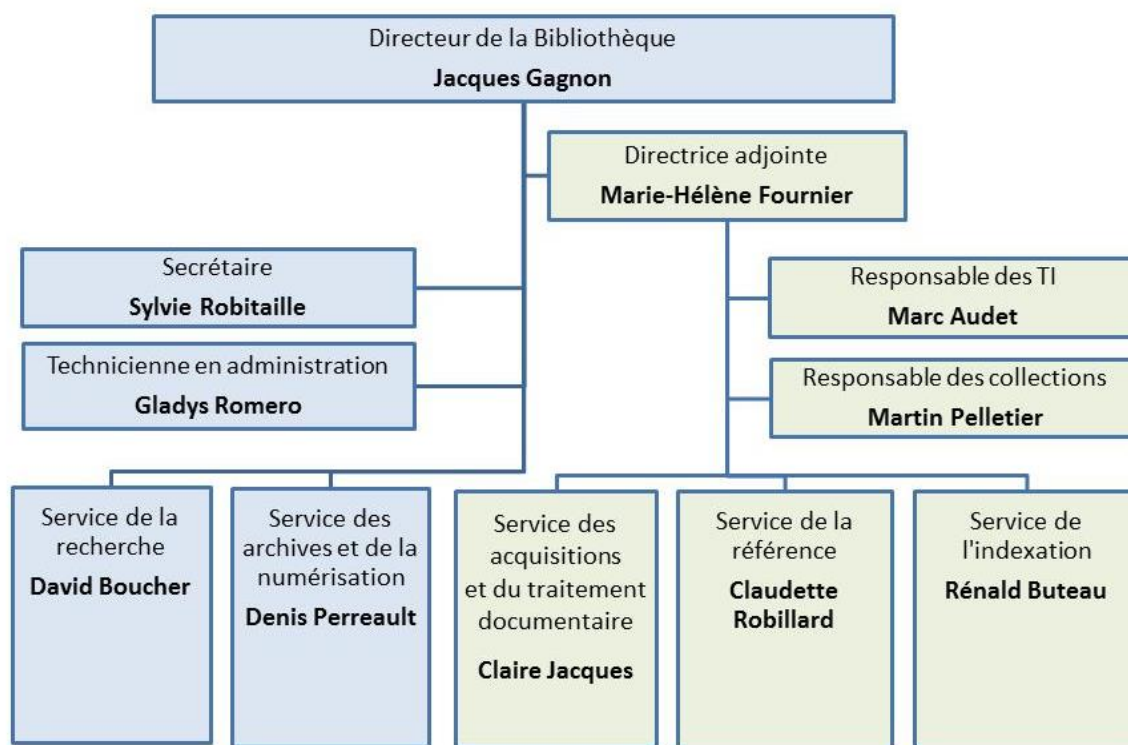 Directeur de la Bibliothèque
Jacques Gagnon
Directrice adjointe
Marie-Hélène Fournier
Secrétaire
Sylvie Robitaille
Responsable des TI
Marc Audet
Technicienne en administration
Gladys Romero
Responsable des collections
Martin Pelletier
Service de la
recherche
David Boucher
Service des
archives et de la
numérisation
Denis Perreault
Service des
acquisitions
et du traitement
documentaire
Claire Jacques
Service de la
référence
Claudette
Robillard
Service de
l'indexation
Rénald Buteau